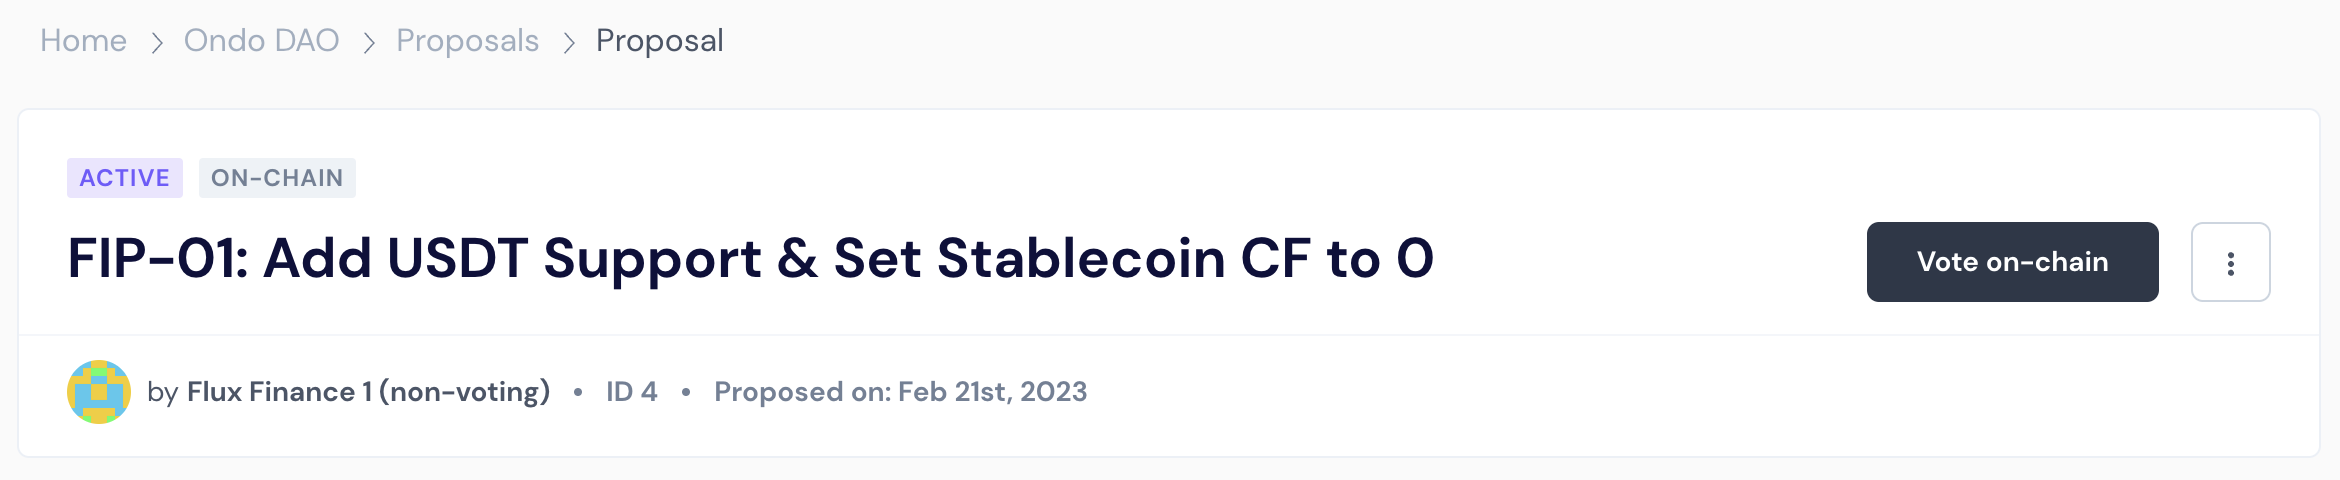 Home > Ondo DAO > Proposals > Proposal
ACTIVE ON-CHAIN
FIP-01: Add USDT Support & Set Stablecoin CF to 0
Vote on-chain
by Flux Finance 1 (non-voting) • ID 4 • Proposed on: Feb 21st, 2023